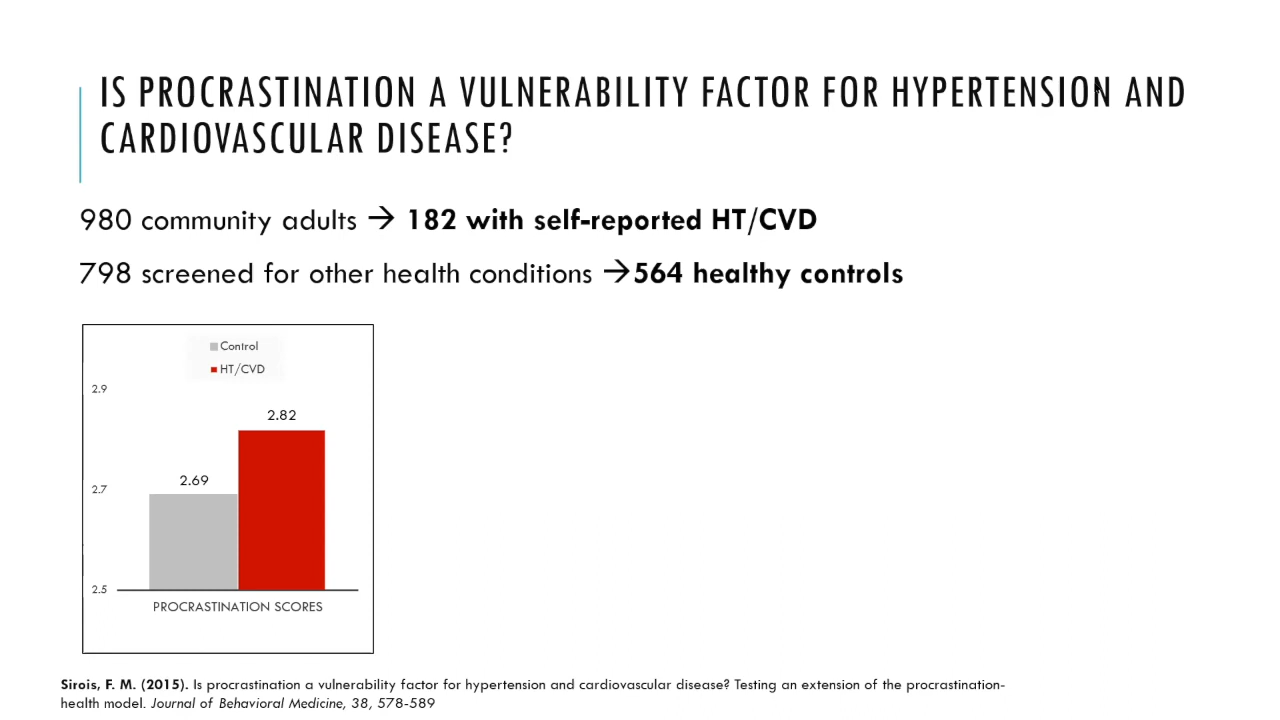 IS PROCRASTINATION A VULNERABILITY FACTOR FOR HYPERTENSION AND
CARDIOVASCULAR DISEASE?
980 community adults → 182 with self-reported HT/CVD
798 screened for other health conditions →564 healthy controls
Control
HT/CVD
2.9
2.82
2.69
2.7
2.5
PROCRASTINATION SCORES
Sirois, F. M. (2015). Is procrastination a vulnerability factor for hypertension and cardiovascular disease? Testing an extension of the procrastination-
health model. Journal of Behavioral Medicine, 38, 578-589